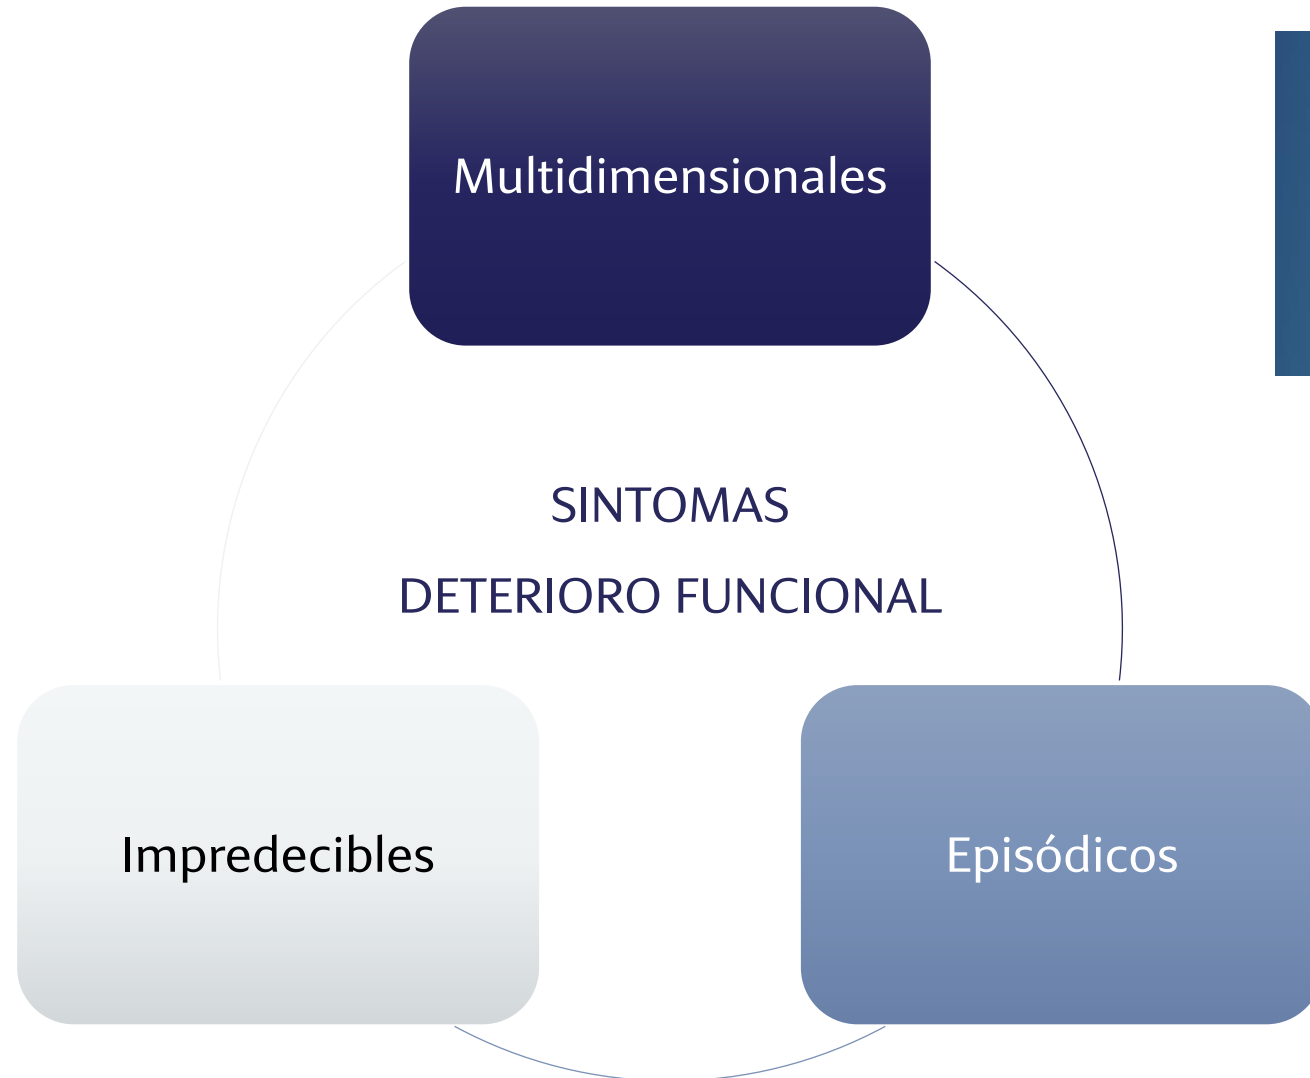 Multidimensionales
SINTOMAS
DETERIORO FUNCIONAL
Impredecibles
Episódicos